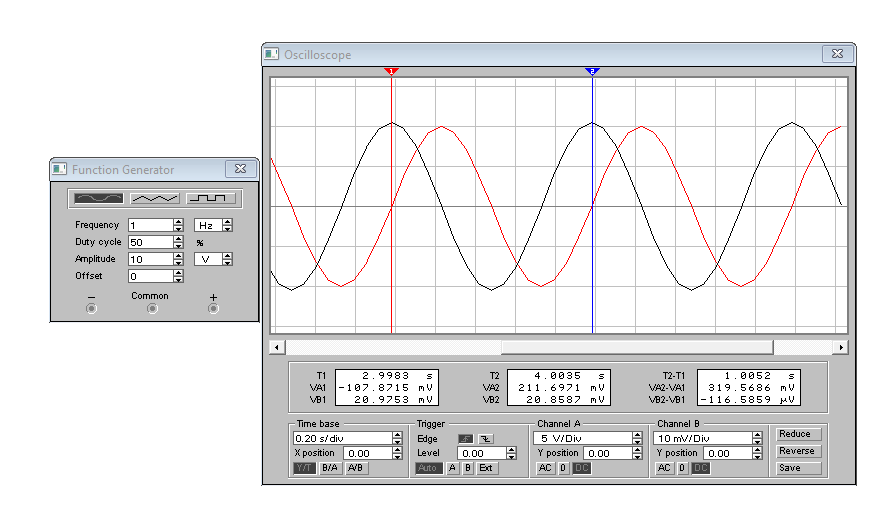 Oscilloscope
1 2
Function Generator
Frequency 1 Hz
Duty cycle 50 %
Amplitude 10 V
Offset 0
− Common +
T1 2.9983 s T2 4.0035 s T2-T1 1.0052 s
VA1 -107.8715 mV VA2 211.6971 mV VA2-VA1 319.5686 mV
VB1 20.9753 mV VB2 20.8587 mV VB2-VB1 -116.5859 µV
Time base Trigger Channel A Channel B
0.20 s/div Edge 5 V/Div 10 mV/Div Reduce
X position 0.00 Level 0.00 Y position 0.00 Y position 0.00 Reverse
Y/T B/A A/B Auto A B Ext AC 0 DC AC 0 DC Save